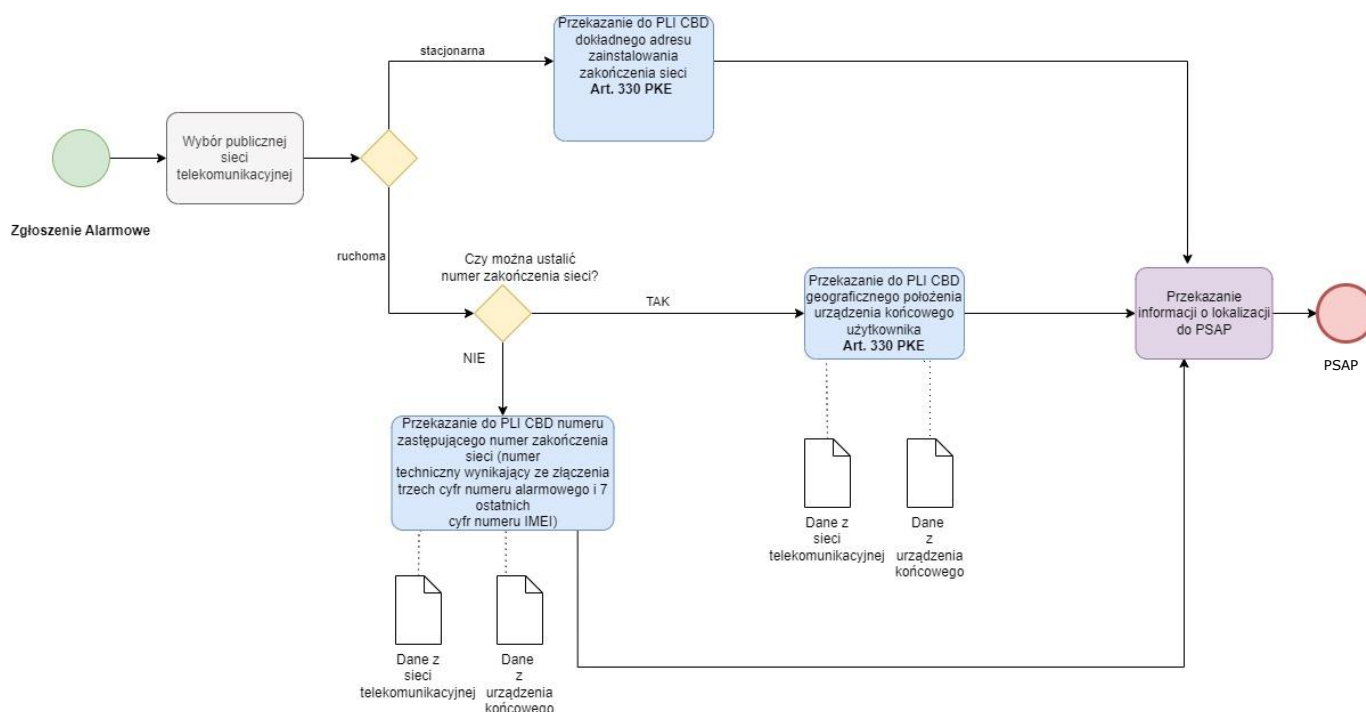 Przekazanie do PLI CBD
dokładnego adresu
zainstalowania
zakończenia sieci
Art. 330 PKE
stacjonarna
Wybór publicznej
sieci
telekomunikacyjnej
Zgłoszenie Alarmowe
ruchoma
Czy można ustalić
numer zakończenia sieci?
TAK
NIE
Przekazanie do PLI CBD
geograficznego położenia
urządzenia końcowego
użytkownika
Art. 330 PKE
Przekazanie
informacji o lokalizacji
do PSAP
PSAP
Przekazanie do PLI CBD numeru
zastępującego numer zakończenia
sieci (numer
techniczny wynikający ze złączenia
trzech cyfr numeru alarmowego i 7
ostatnich
cyfr numeru IMEI)
Dane z
sieci
telekomunikacyjnej
Dane
z
urządzenia
końcowego
Dane z
sieci
telekomunikacyjnej
Dane
z
urządzenia
końcowego